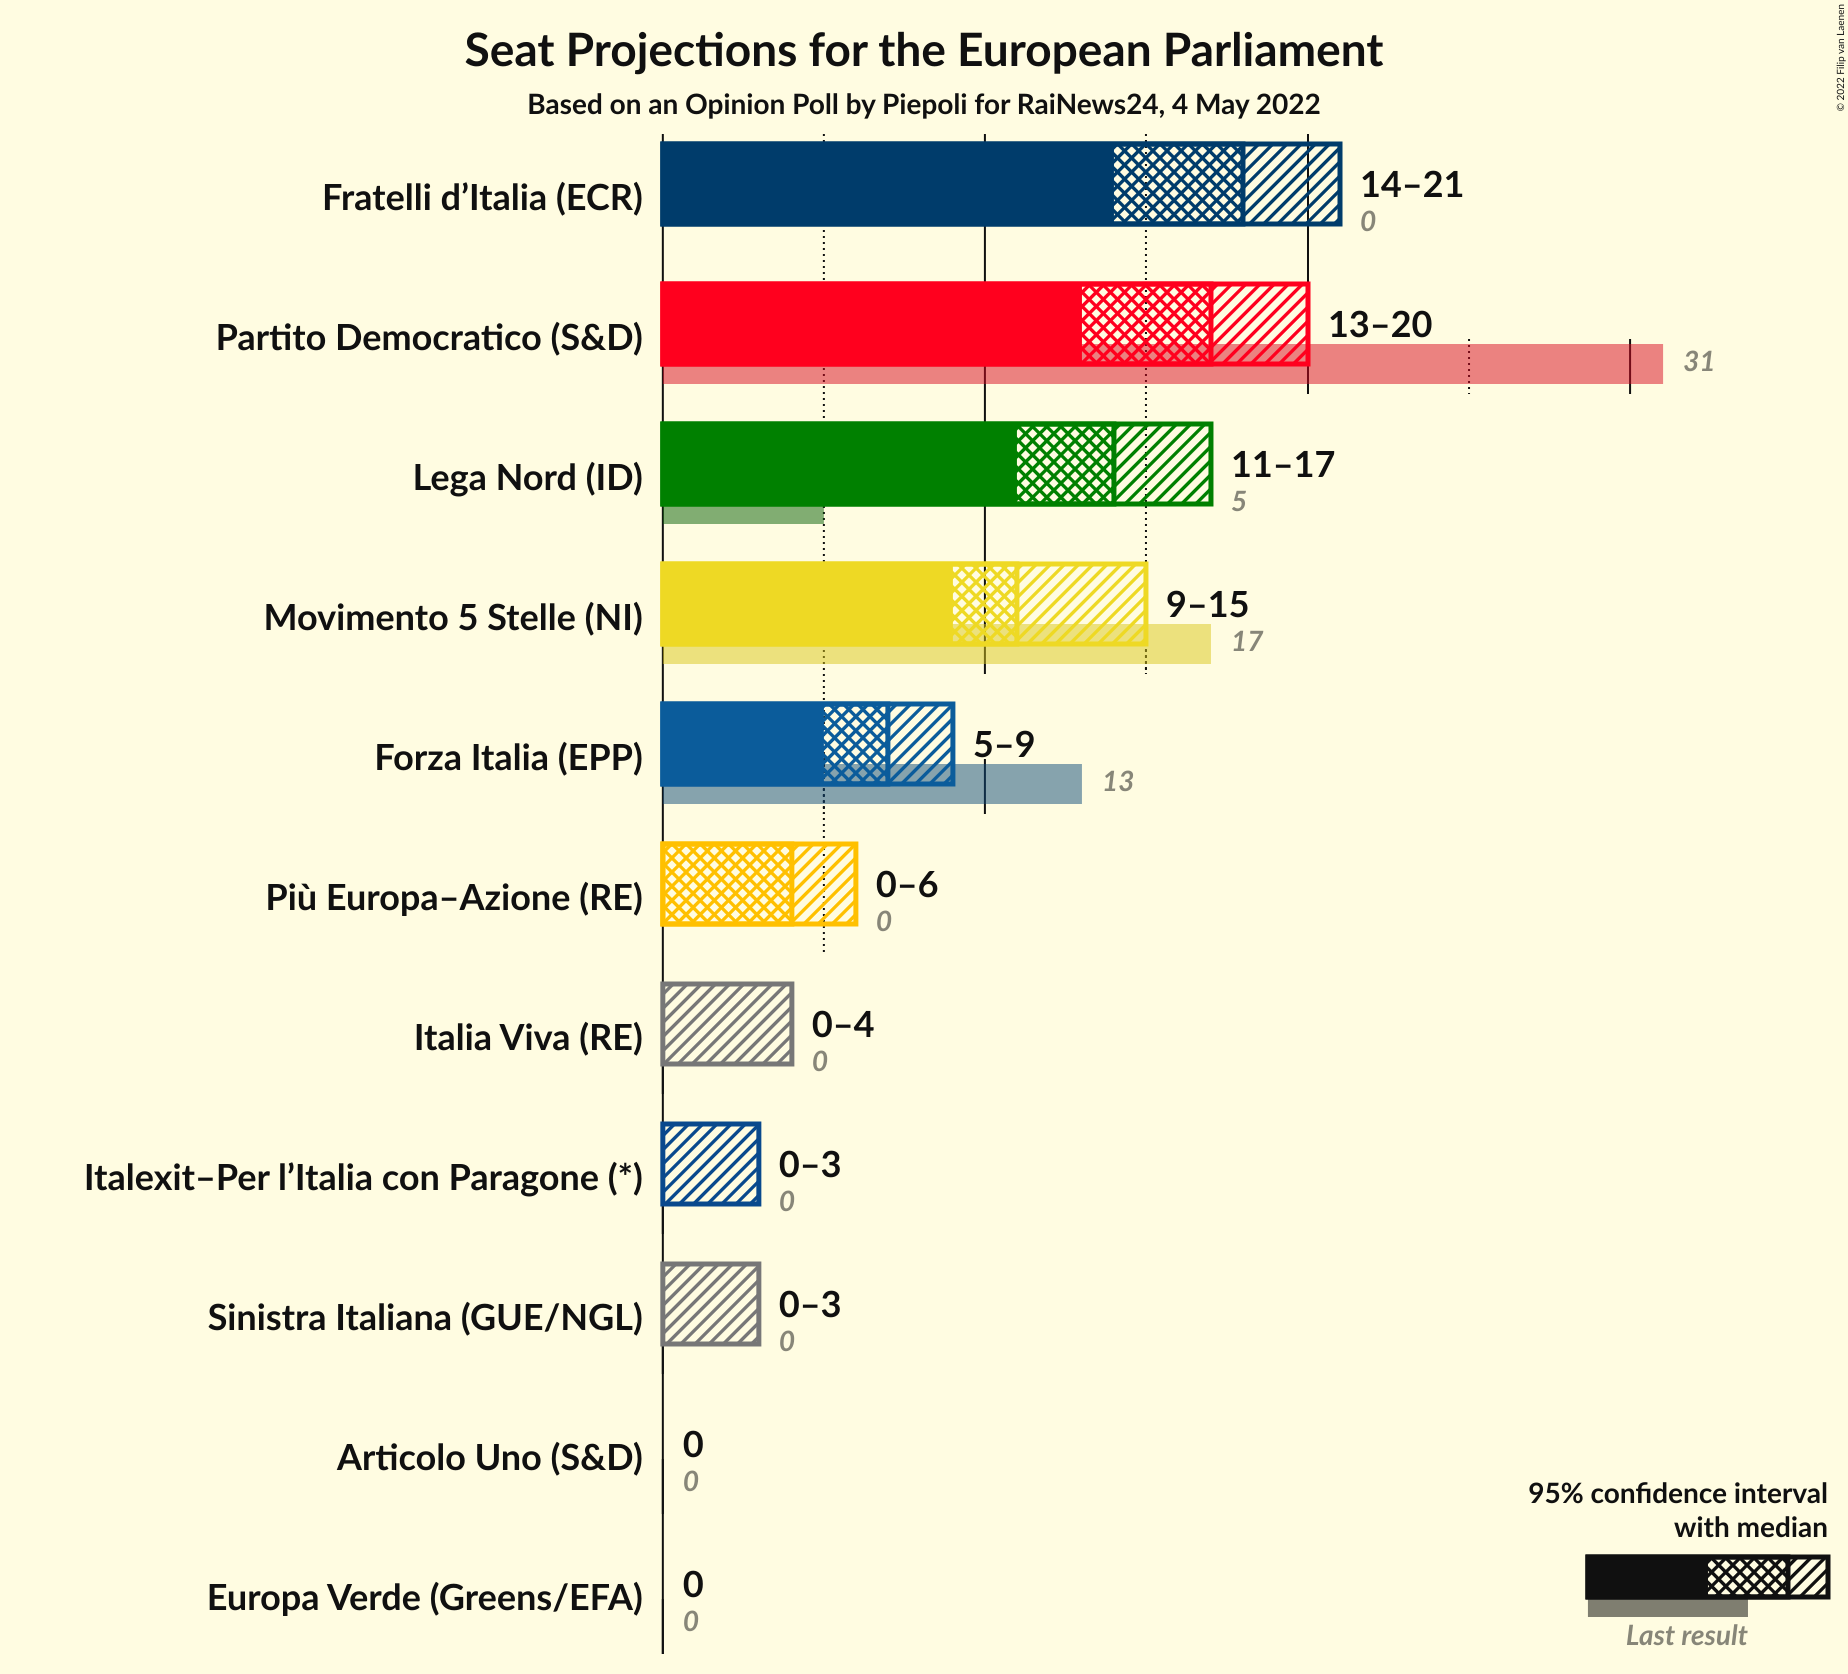 Seat Projections for the European Parliament
Based on an Opinion Poll by Piepoli for RaiNews24, 4 May 2022
© 2022 Filip van Laenen
Fratelli d’Italia (ECR)
14–21
0
Partito Democratico (S&D)
13–20
31
Lega Nord (ID)
11–17
5
Movimento 5 Stelle (NI)
9–15
17
Forza Italia (EPP)
5–9
13
Più Europa–Azione (RE)
0–6
0
Italia Viva (RE)
0–4
0
Italexit–Per l’Italia con Paragone (*)
0–3
0
Sinistra Italiana (GUE/NGL)
0–3
0
Articolo Uno (S&D)
0
0
Europa Verde (Greens/EFA)
0
0
95% confidence interval
with median
Last result